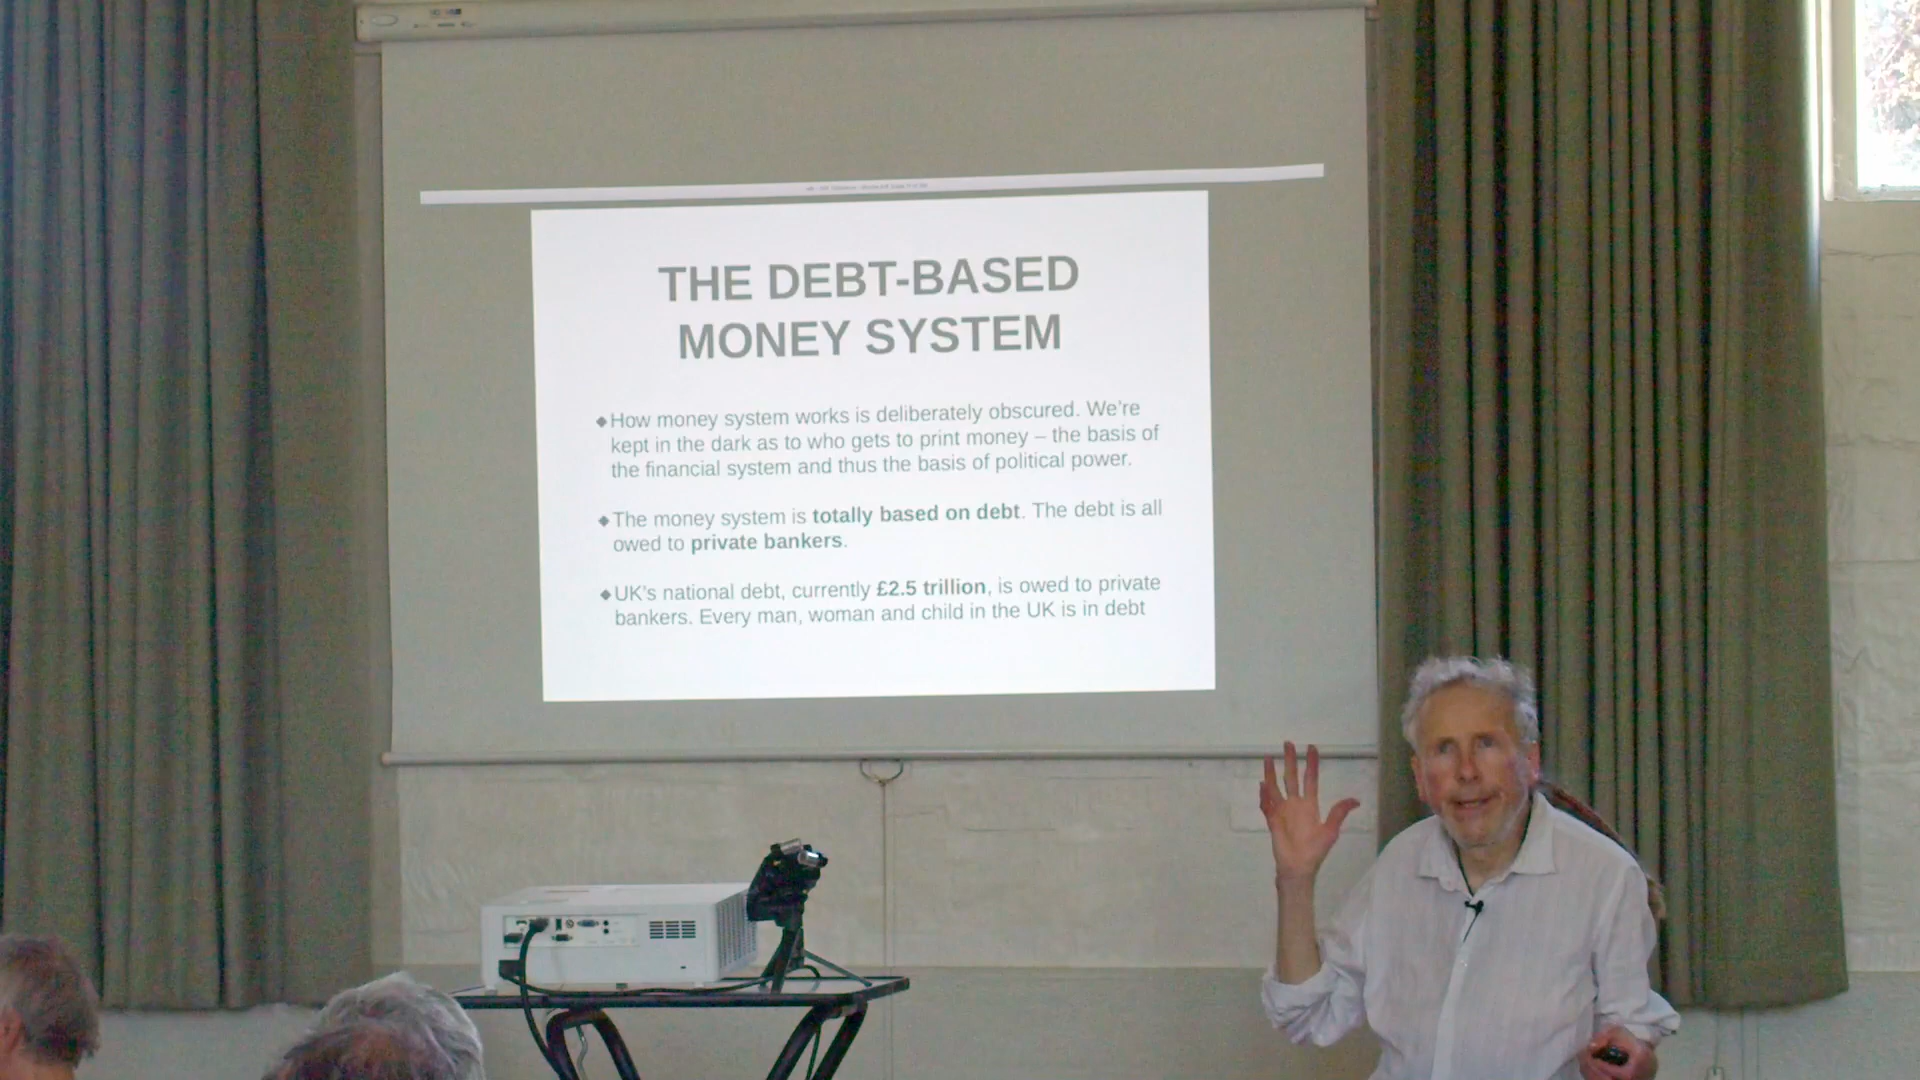 THE DEBT-BASED
MONEY SYSTEM
◆How money system works is deliberately obscured. We're
kept in the dark as to who gets to print money – the basis of
the financial system and thus the basis of political power.
◆The money system is totally based on debt. The debt is all
owed to private bankers.
◆UK's national debt, currently £2.5 trillion, is owed to private
bankers. Every man, woman and child in the UK is in debt